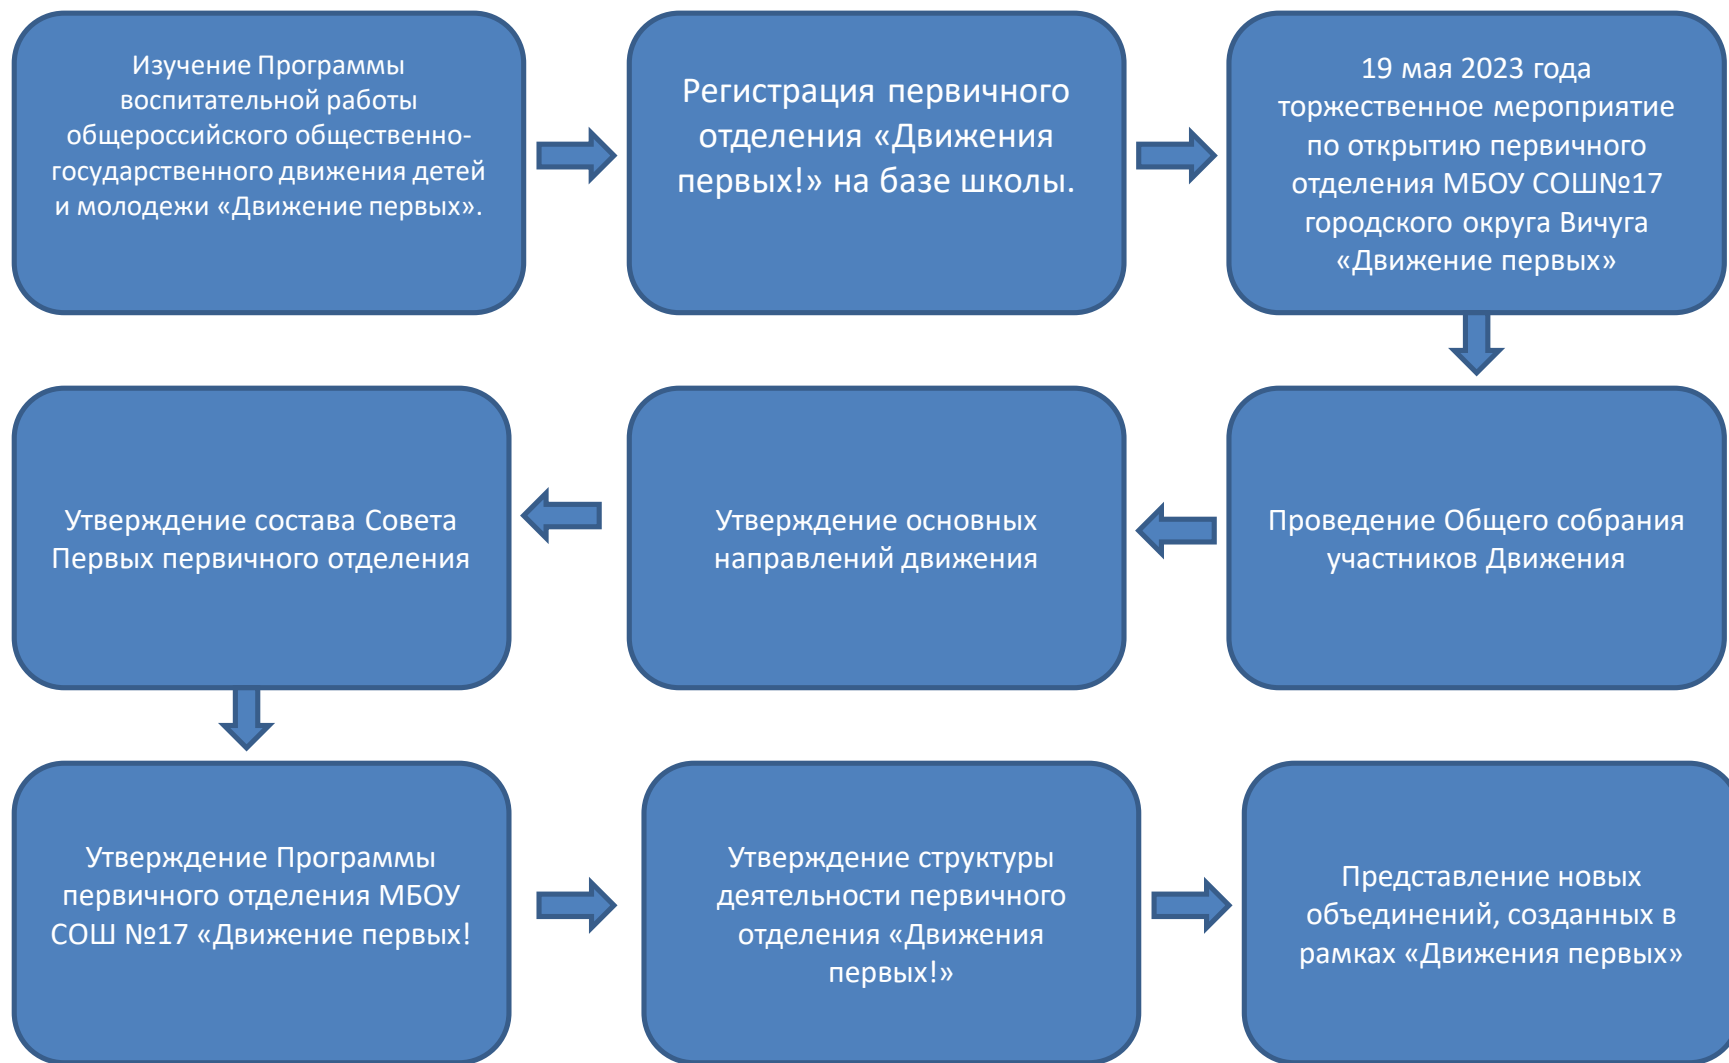 Изучение Программы
воспитательной работы
общероссийского общественно-
государственного движения детей
и молодежи «Движение первых».
Регистрация первичного
отделения «Движения
первых!» на базе школы.
19 мая 2023 года
торжественное мероприятие
по открытию первичного
отделения МБОУ СОШ№17
городского округа Вичуга
«Движение первых»
Проведение Общего собрания
участников Движения
Утверждение основных
направлений движения
Утверждение состава Совета
Первых первичного отделения
Утверждение Программы
первичного отделения МБОУ
СОШ №17 «Движение первых!
Утверждение структуры
деятельности первичного
отделения «Движения
первых!»
Представление новых
объединений, созданных в
рамках «Движения первых»